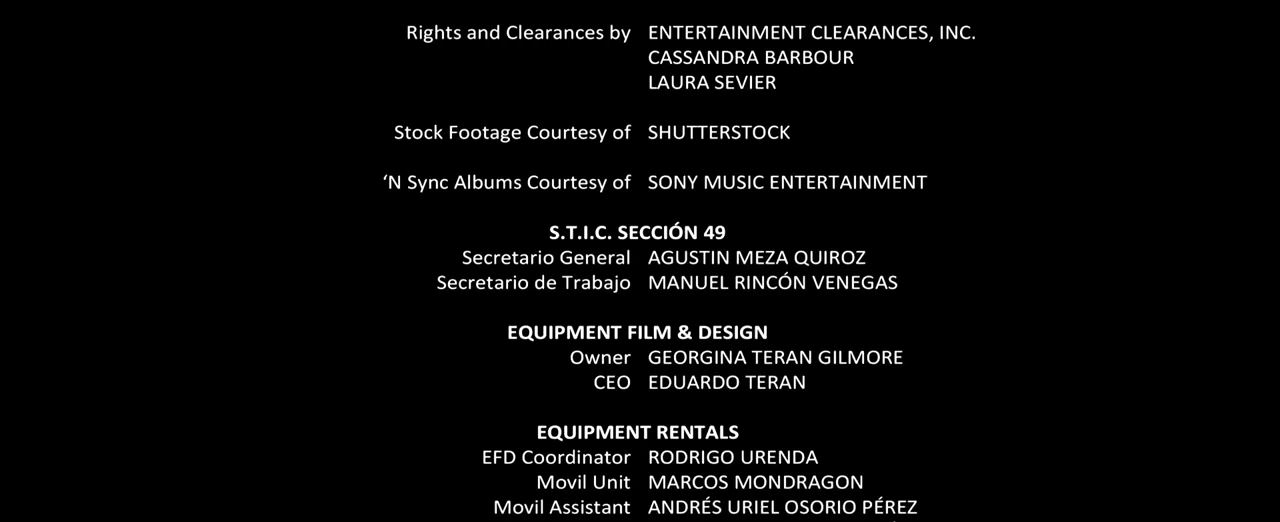 Rights and Clearances by ENTERTAINMENT CLEARANCES, INC.
CASSANDRA BARBOUR
LAURA SEVIER
Stock Footage Courtesy of SHUTTERSTOCK
‘N Sync Albums Courtesy of SONY MUSIC ENTERTAINMENT
S.T.I.C. SECCIÓN 49
Secretario General AGUSTIN MEZA QUIROZ
Secretario de Trabajo MANUEL RINCÓN VENEGAS
EQUIPMENT FILM & DESIGN
Owner GEORGINA TERAN GILMORE
CEO EDUARDO TERAN
EQUIPMENT RENTALS
EFD Coordinator RODRIGO URENDA
Movil Unit MARCOS MONDRAGON
Movil Assistant ANDRÉS URIEL OSORIO PÉREZ